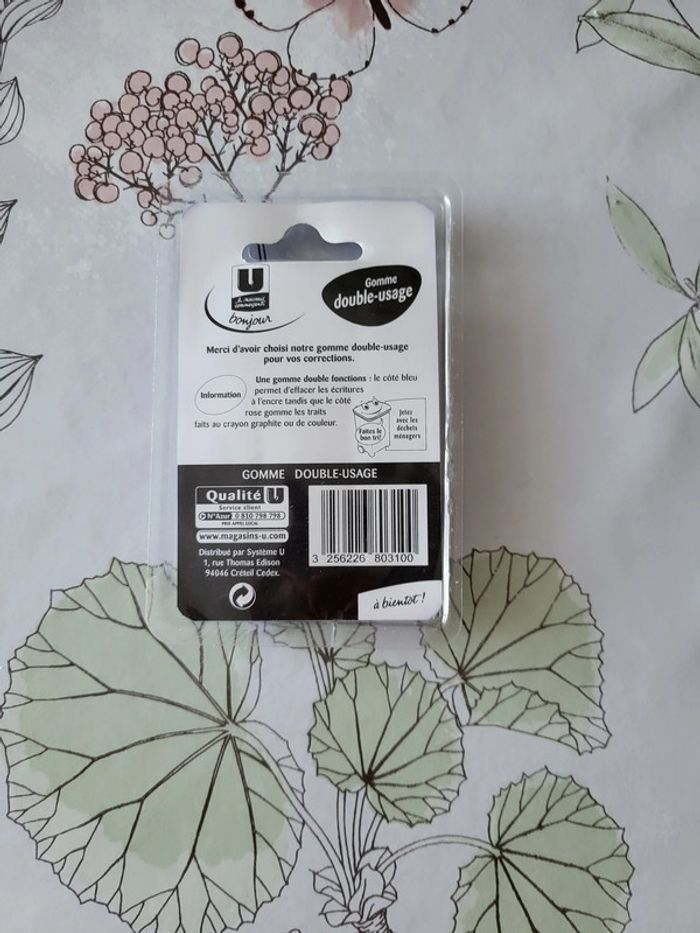 U
le nouveau
commerçant!
bonjour
Gomme
double-usage
Merci d'avoir choisi notre gomme double-usage
pour vos corrections.
Information
Une gomme double fonctions : le côté bleu
permet d'effacer les écritures
à l'encre tandis que le côté
rose gomme les traits
faits au crayon graphite ou de couleur.
Faites le
bon tri!
Jetez
avec les
déchets
ménagers
GOMME DOUBLE-USAGE
Qualité U
Service client
N°Azur 0 810 798 798
PRIX APPEL LOCAL
www.magasins-u.com
Distribué par Système U
1, rue Thomas Edison
94046 Créteil Cedex.
3 256226 803100
à bientôt !